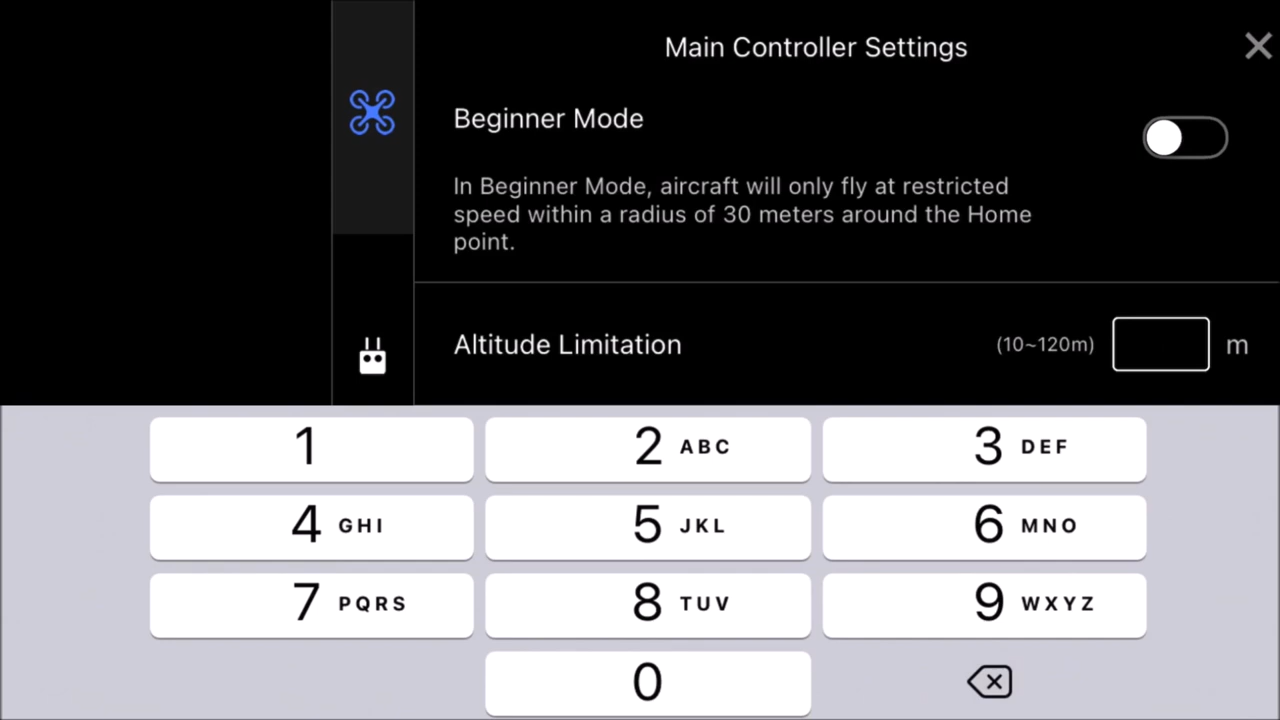 Main Controller Settings
Beginner Mode
In Beginner Mode, aircraft will only fly at restricted
speed within a radius of 30 meters around the Home
point.
Altitude Limitation (10~120m) m
1 2 ABC 3 DEF
4 GHI 5 JKL 6 MNO
7 PQRS 8 TUV 9 WXYZ
0